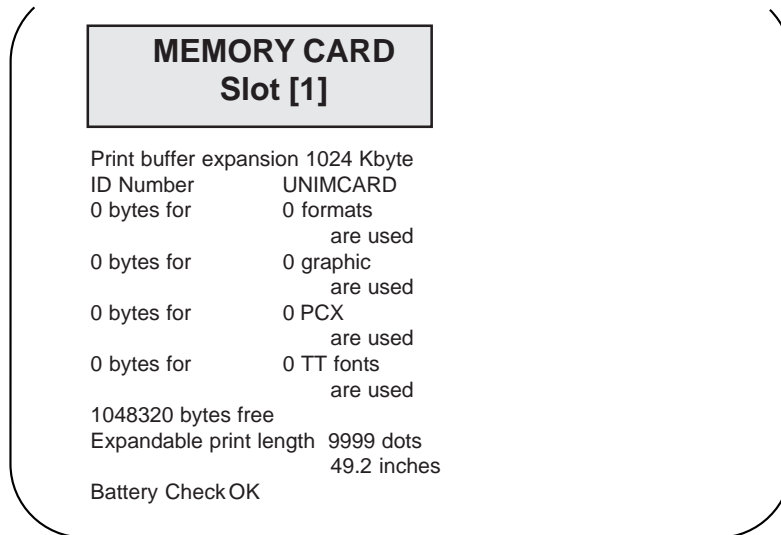 MEMORY CARD
Slot [1]
Print buffer expansion 1024 Kbyte
ID Number UNIMCARD
0 bytes for 0 formats
are used
0 bytes for 0 graphic
are used
0 bytes for 0 PCX
are used
0 bytes for 0 TT fonts
are used
1048320 bytes free
Expandable print length 9999 dots
49.2 inches
Battery Check OK